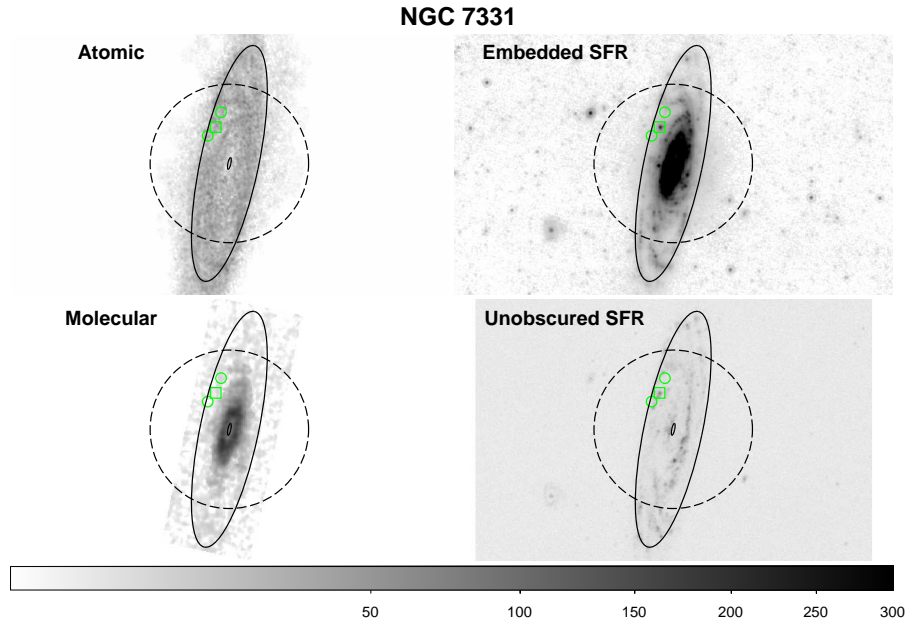 NGC 7331
Atomic
Embedded SFR
Molecular
Unobscured SFR
50 100 150 200 250 300